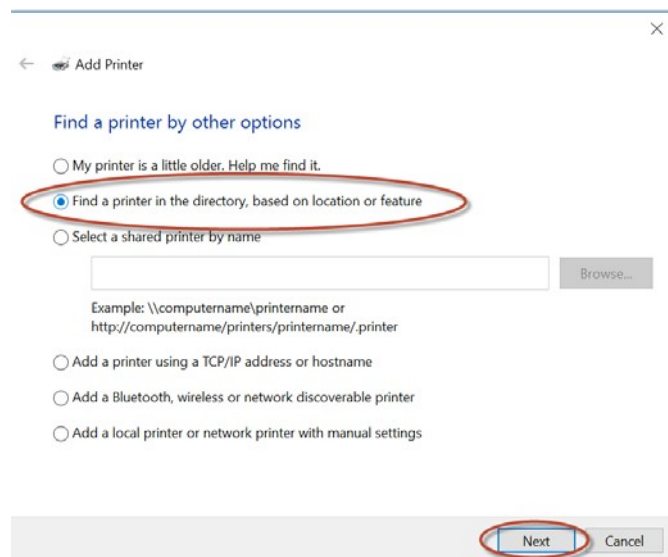 Add Printer
Find a printer by other options
My printer is a little older. Help me find it.
Find a printer in the directory, based on location or feature
Select a shared printer by name
Browse...
Example: \\computername\printername or
http://computername/printers/printername/.printer
Add a printer using a TCP/IP address or hostname
Add a Bluetooth, wireless or network discoverable printer
Add a local printer or network printer with manual settings
Next Cancel